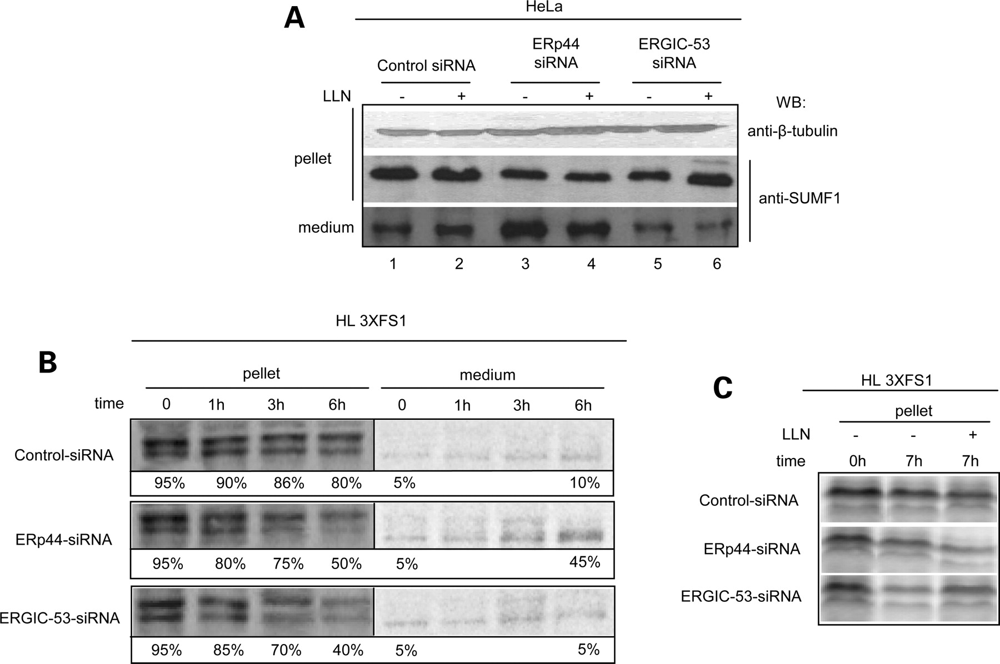 A
HeLa
Control siRNA
ERp44
siRNA
ERGIC-53
siRNA
LLN - + - + - +
WB:
pellet
anti-β-tubulin
anti-SUMF1
medium
1 2 3 4 5 6
B
HL 3XFS1
pellet medium
time 0 1h 3h 6h 0 1h 3h 6h
Control-siRNA
95% 90% 86% 80% 5% 10%
ERp44-siRNA
95% 80% 75% 50% 5% 45%
ERGIC-53-siRNA
95% 85% 70% 40% 5% 5%
C
HL 3XFS1
pellet
LLN - - +
time 0h 7h 7h
Control-siRNA
ERp44-siRNA
ERGIC-53-siRNA